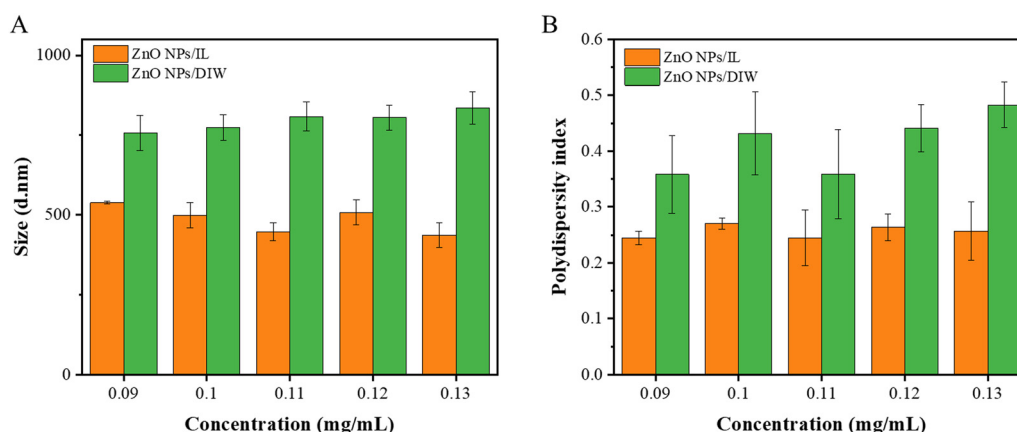 A
ZnO NPs/IL
ZnO NPs/DIW
1000
500
0
Size (d.nm)
0.09 0.1 0.11 0.12 0.13
Concentration (mg/mL)
B
ZnO NPs/IL
ZnO NPs/DIW
0.6
0.5
0.4
0.3
0.2
0.1
0.0
Polydispersity index
0.09 0.1 0.11 0.12 0.13
Concentration (mg/mL)